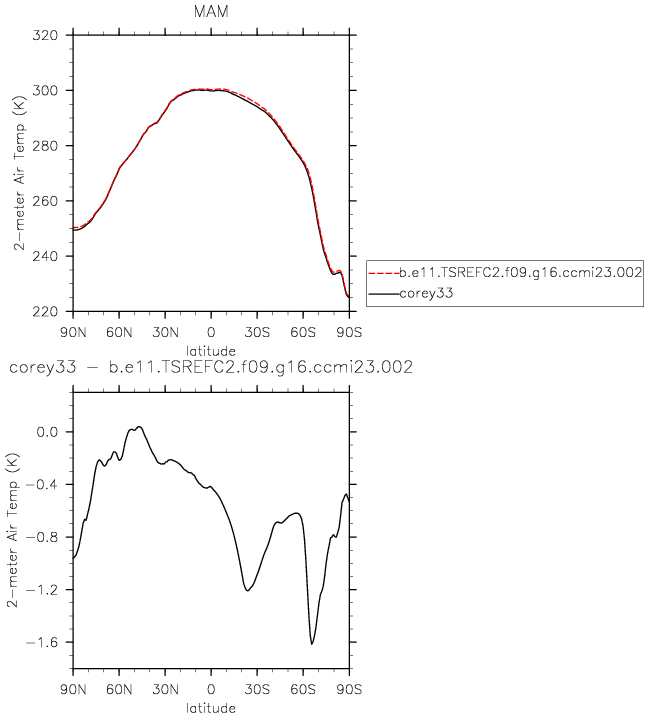 MAM
320
300
280
260
240
220
2-meter Air Temp (K)
90N 60N 30N 0 30S 60S 90S
latitude
b.e11.TSREFC2.f09.g16.ccmi23.002
corey33
corey33 - b.e11.TSREFC2.f09.g16.ccmi23.002
0.0
-0.4
-0.8
-1.2
-1.6
2-meter Air Temp (K)
90N 60N 30N 0 30S 60S 90S
latitude